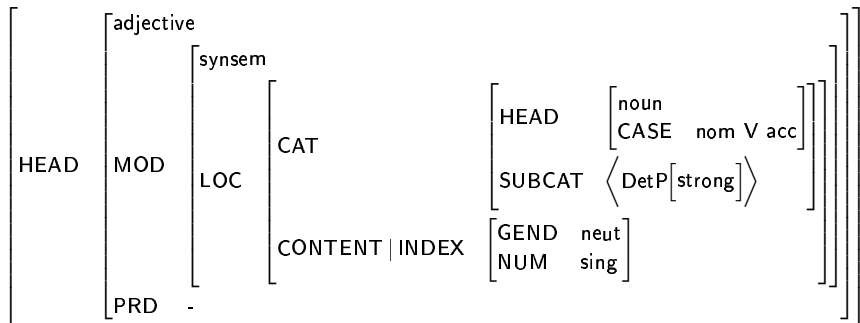 adjective
synsem
HEAD noun
CASE nom V acc
CAT
HEAD MOD LOC SUBCAT ⟨DetP[strong]⟩
CONTENT | INDEX GEND neut
NUM sing
PRD -